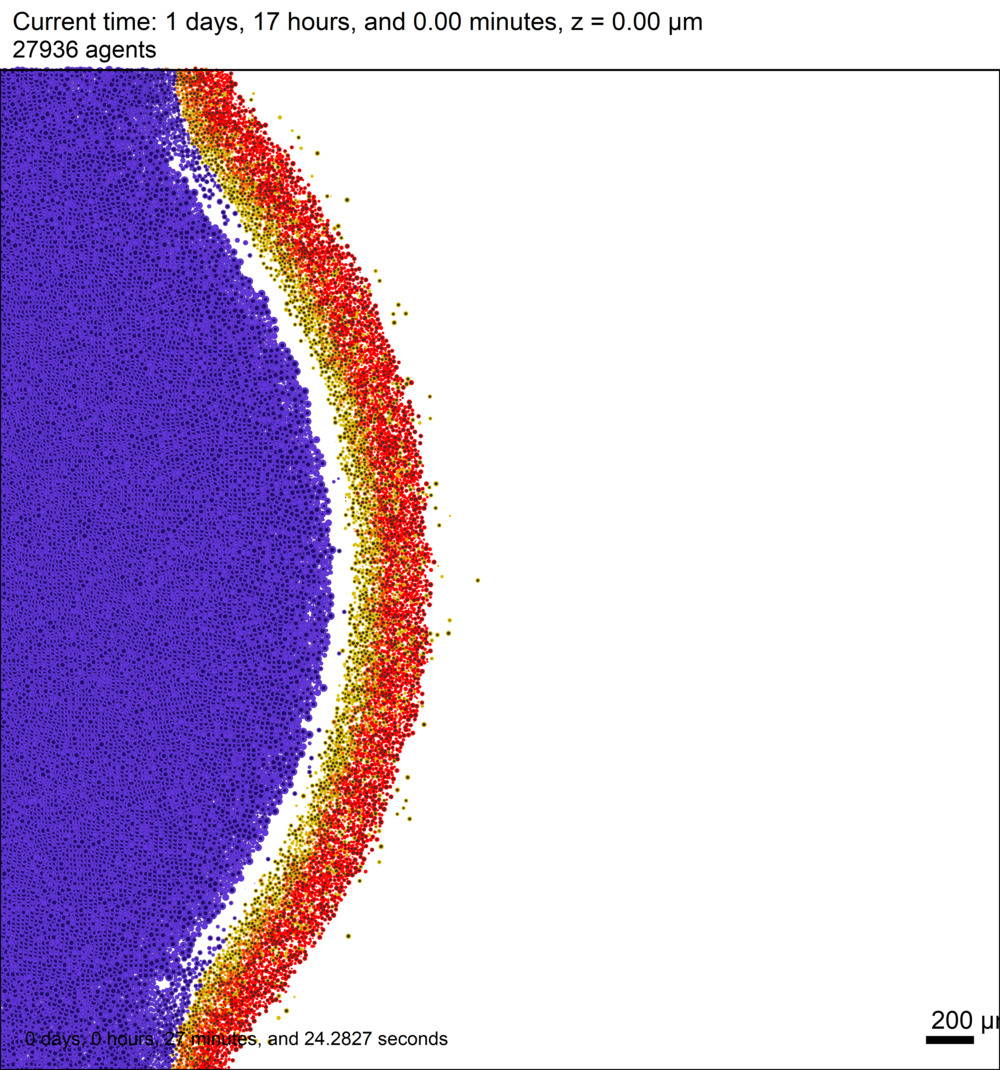 Current time: 1 days, 17 hours, and 0.00 minutes, z = 0.00 μm
27936 agents
200 μ
0 days, 0 hours, 27 minutes, and 24.2827 seconds